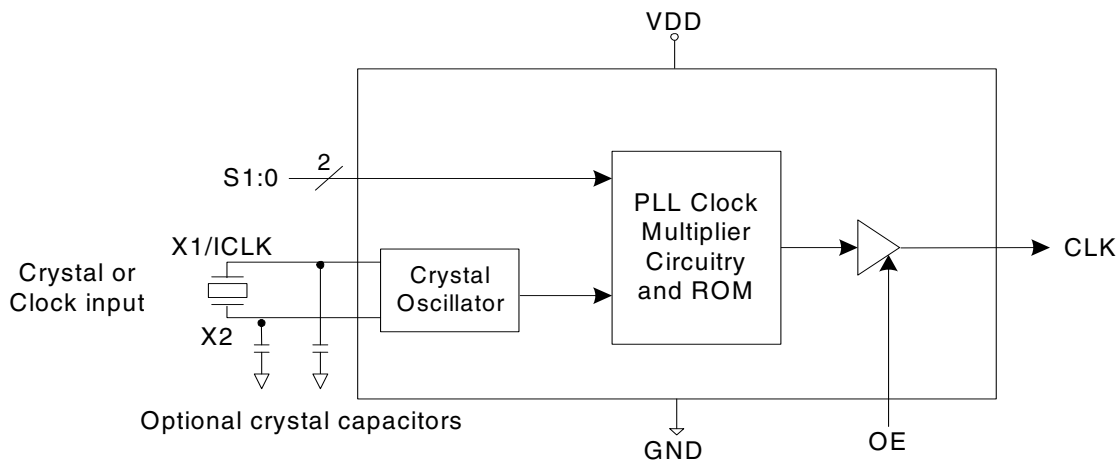 VDD
S1:0
2
PLL Clock
Multiplier
Circuitry
and ROM
X1/ICLK
Crystal or
Clock input
Crystal
Oscillator
CLK
X2
Optional crystal capacitors
GND
OE